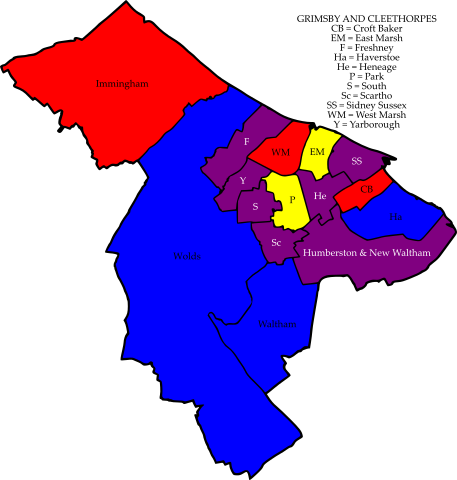 GRIMSBY AND CLEETHORPES
CB = Croft Baker
EM = East Marsh
F = Freshney
Ha = Haverstoe
He = Heneage
P = Park
S = South
Sc = Scartho
SS = Sidney Sussex
WM = West Marsh
Y = Yarborough
Immingham
F
WM
EM
SS
Y
He
CB
S
P
Ha
Sc
Wolds
Humberston & New Waltham
Waltham